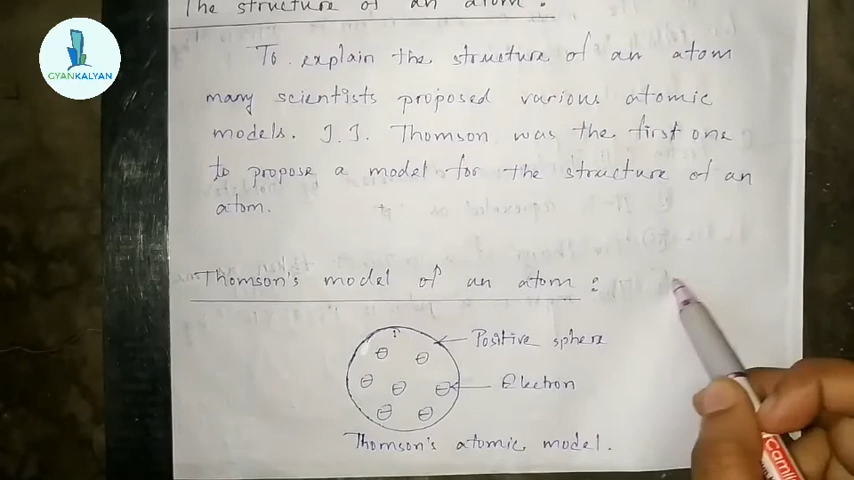 The structure of an atom :
GYANKALYAN
To explain the structure of an atom
many scientists proposed various atomic
models. J.J. Thomson was the first one
to propose a model for the structure of an
atom.
Thomson's model of an atom :
Positive sphere
Electron
Thomson's atomic model.
Camlin